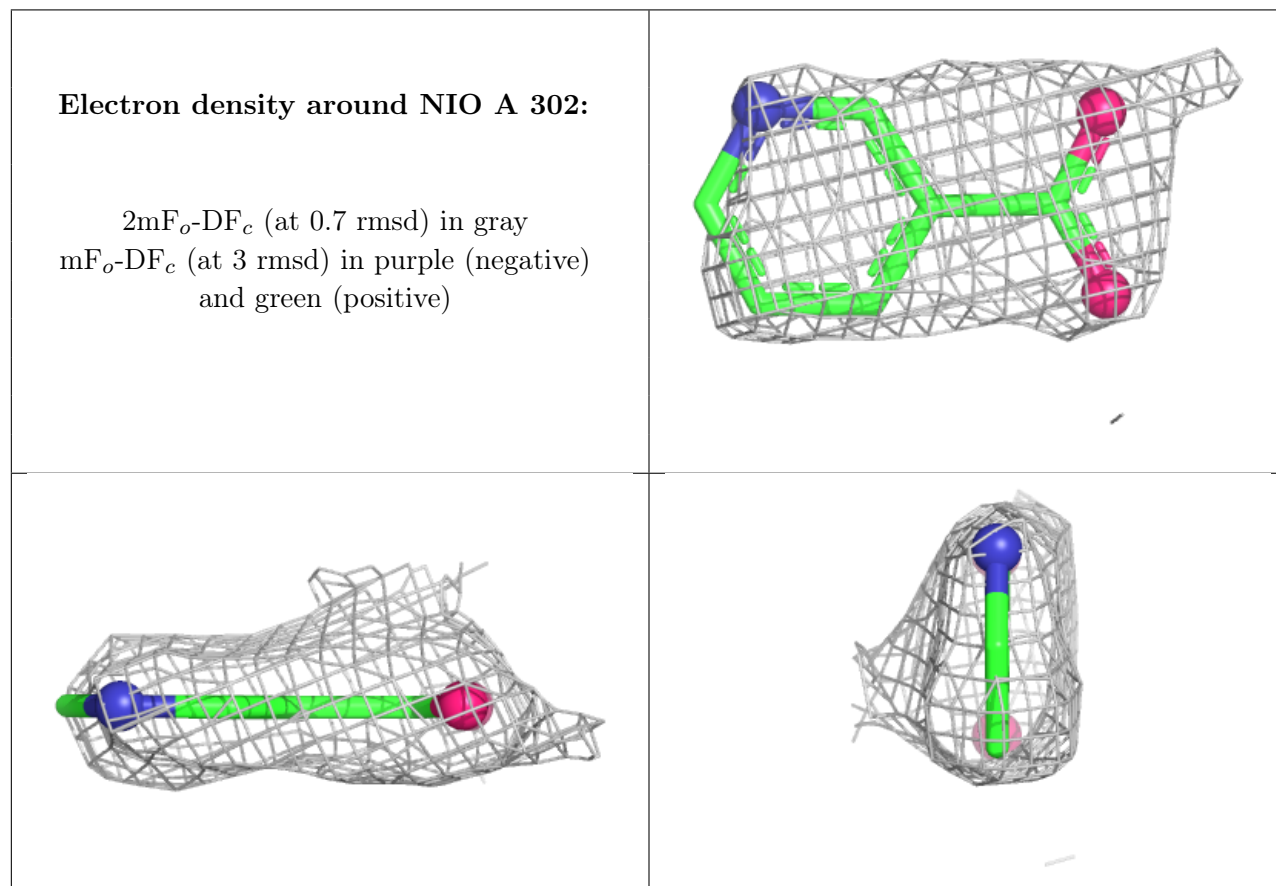 Electron density around NIO A 302:
2mFo-DFc (at 0.7 rmsd) in gray
mFo-DFc (at 3 rmsd) in purple (negative)
and green (positive)